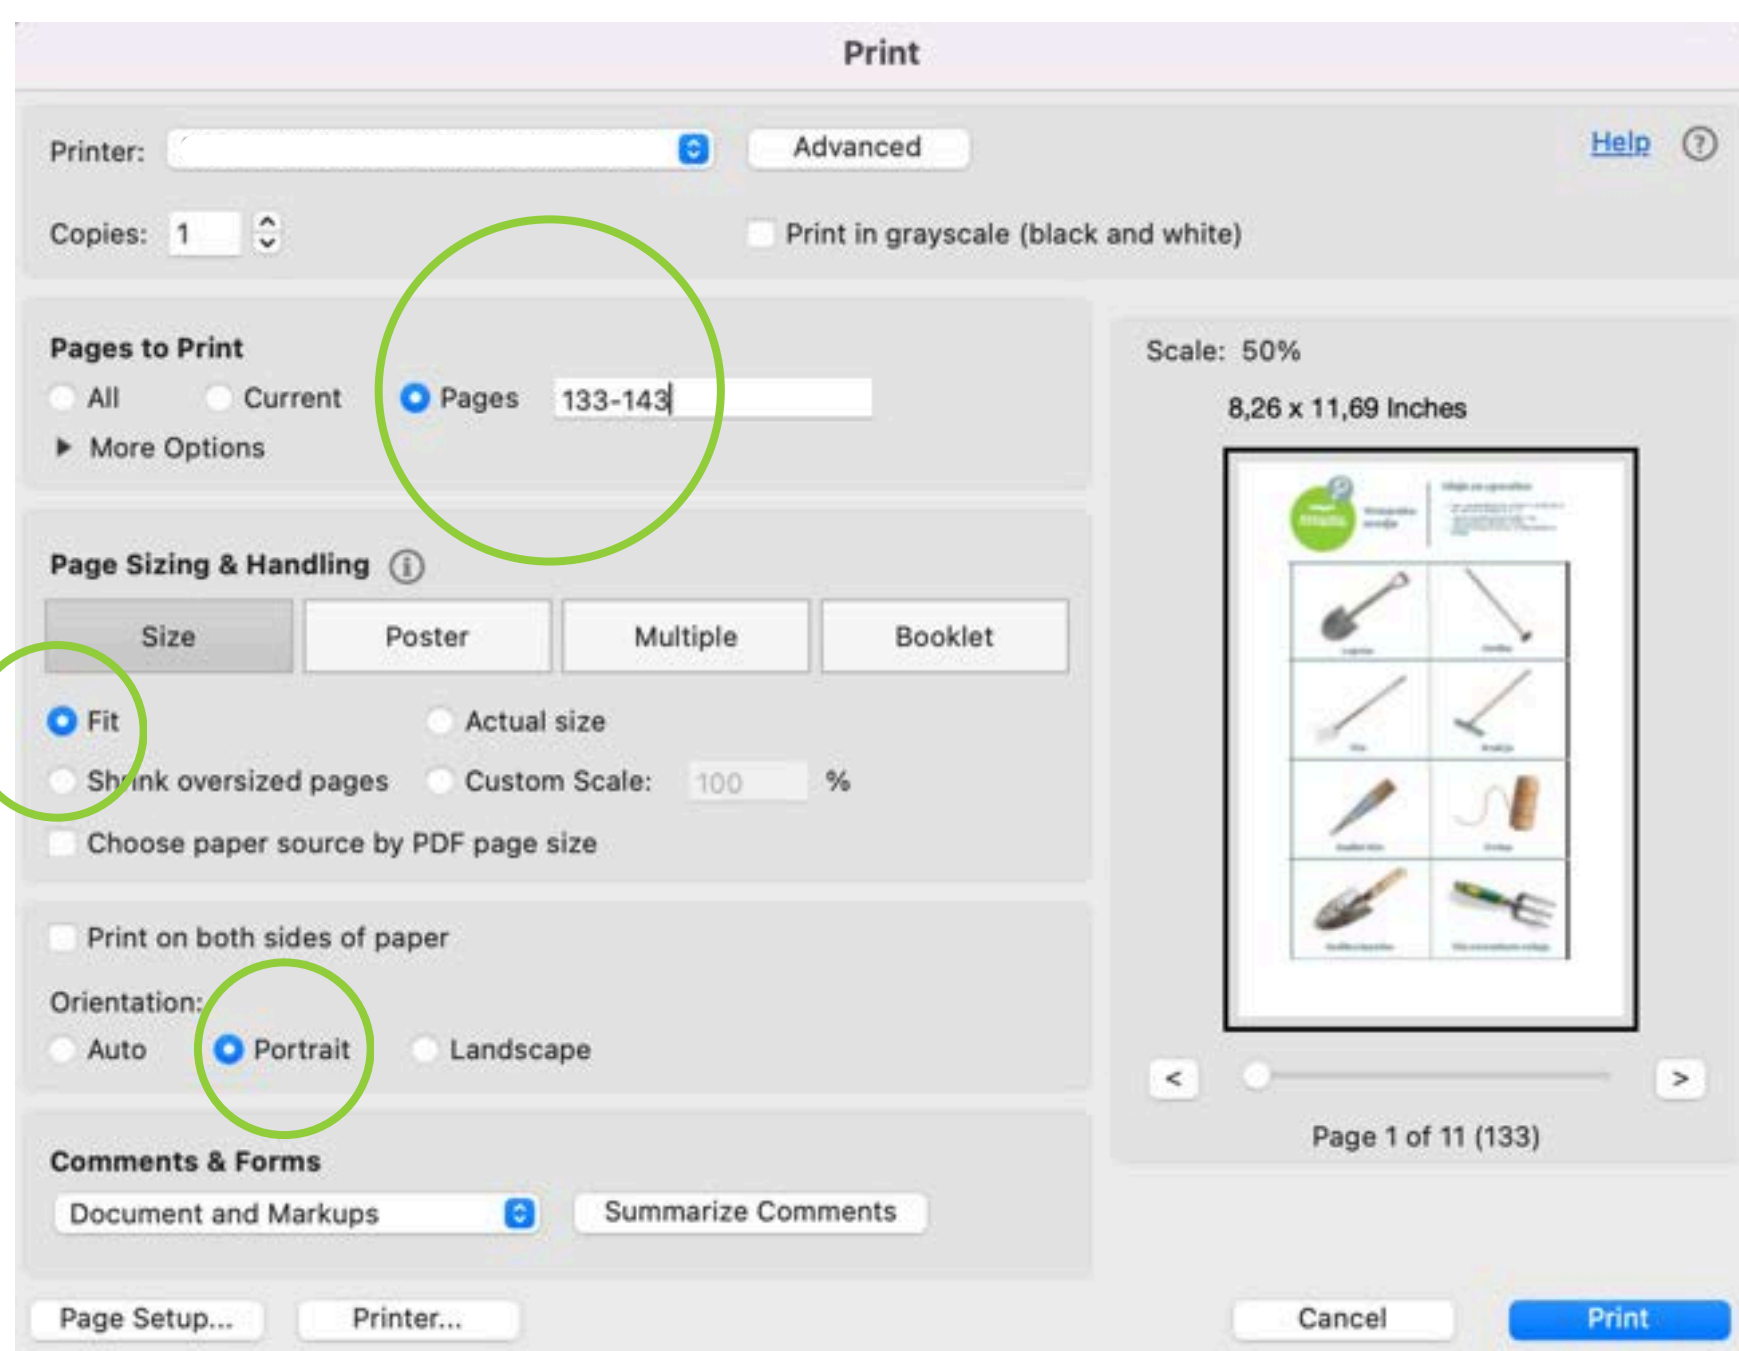 Print
Printer:
Advanced
Help ?
Copies: 1
Print in grayscale (black and white)
Pages to Print
All Current Pages 133-143
More Options
Scale: 50%
8,26 x 11,69 Inches
Page Sizing & Handling i
Size Poster Multiple Booklet
Fit Actual size
Shrink oversized pages Custom Scale: 100 %
Choose paper source by PDF page size
Print on both sides of paper
Orientation:
Auto Portrait Landscape
< >
Page 1 of 11 (133)
Comments & Forms
Document and Markups Summarize Comments
Page Setup... Printer... Cancel Print